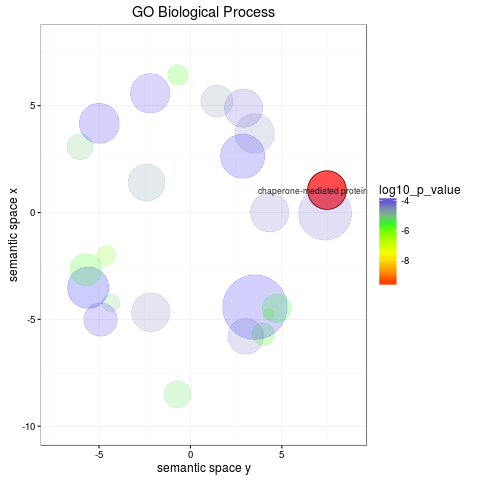 GO Biological Process
5
0
-5
-10
-5
0
5
semantic space x
semantic space y
chaperone-mediated protein
log10_p_value
-4
-6
-8